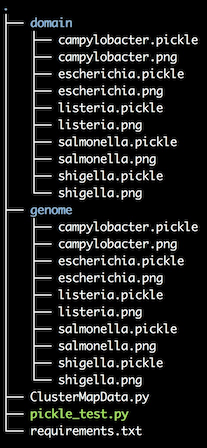 .
├── domain
│   ├── campylobacter.pickle
│   ├── campylobacter.png
│   ├── escherichia.pickle
│   ├── escherichia.png
│   ├── listeria.pickle
│   ├── listeria.png
│   ├── salmonella.pickle
│   ├── salmonella.png
│   ├── shigella.pickle
│   └── shigella.png
├── genome
│   ├── campylobacter.pickle
│   ├── campylobacter.png
│   ├── escherichia.pickle
│   ├── escherichia.png
│   ├── listeria.pickle
│   ├── listeria.png
│   ├── salmonella.pickle
│   ├── salmonella.png
│   ├── shigella.pickle
│   └── shigella.png
├── ClusterMapData.py
├── pickle_test.py
└── requirements.txt